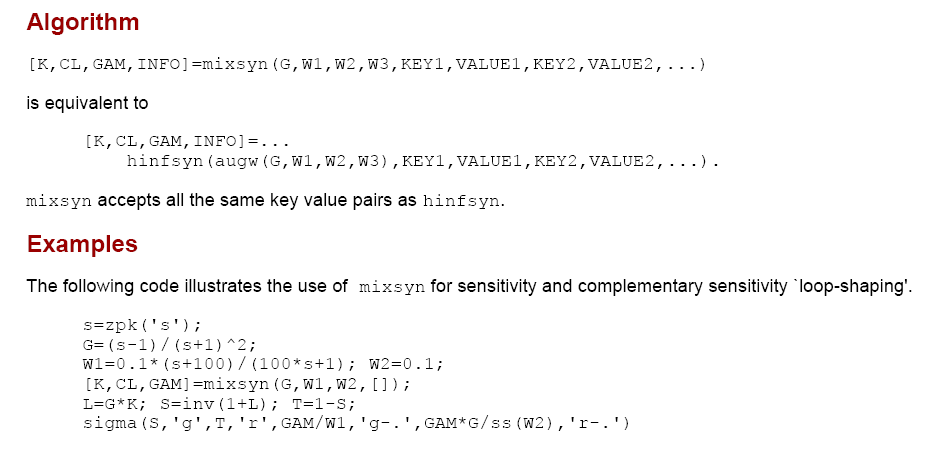 Algorithm
[K,CL,GAM,INFO]=mixsyn(G,W1,W2,W3,KEY1,VALUE1,KEY2,VALUE2,...)
is equivalent to
[K,CL,GAM,INFO]=...
hinfsyn(augw(G,W1,W2,W3),KEY1,VALUE1,KEY2,VALUE2,...).
mixsyn accepts all the same key value pairs as hinfsyn.
Examples
The following code illustrates the use of mixsyn for sensitivity and complementary sensitivity `loop-shaping'.
s=zpk('s');
G=(s-1)/(s+1)^2;
W1=0.1*(s+100)/(100*s+1); W2=0.1;
[K,CL,GAM]=mixsyn(G,W1,W2,[]);
L=G*K; S=inv(1+L); T=1-S;
sigma(S,'g',T,'r',GAM/W1,'g-.',GAM*G/ss(W2),'r-.')